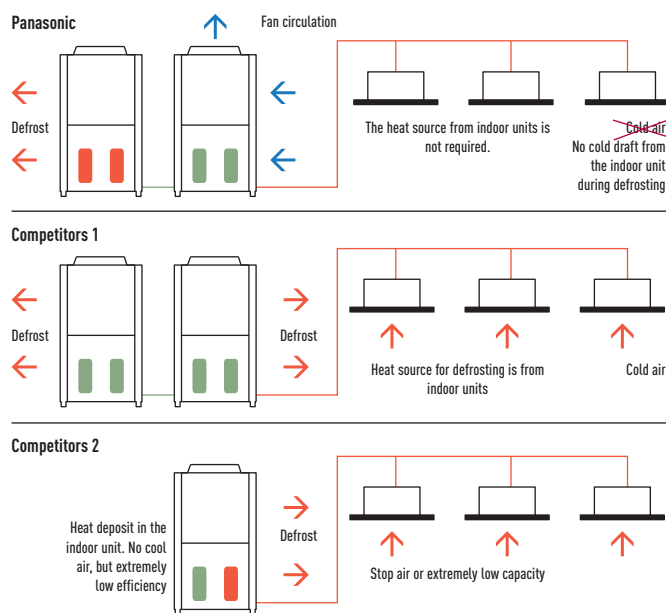 Panasonic
Fan circulation
Defrost
The heat source from indoor units is
not required.
Cold air
No cold draft from
the indoor unit
during defrosting
Competitors 1
Defrost
Defrost
Heat source for defrosting is from
indoor units
Cold air
Competitors 2
Heat deposit in the
indoor unit. No cool
air, but extremely
low efficiency
Defrost
Stop air or extremely low capacity